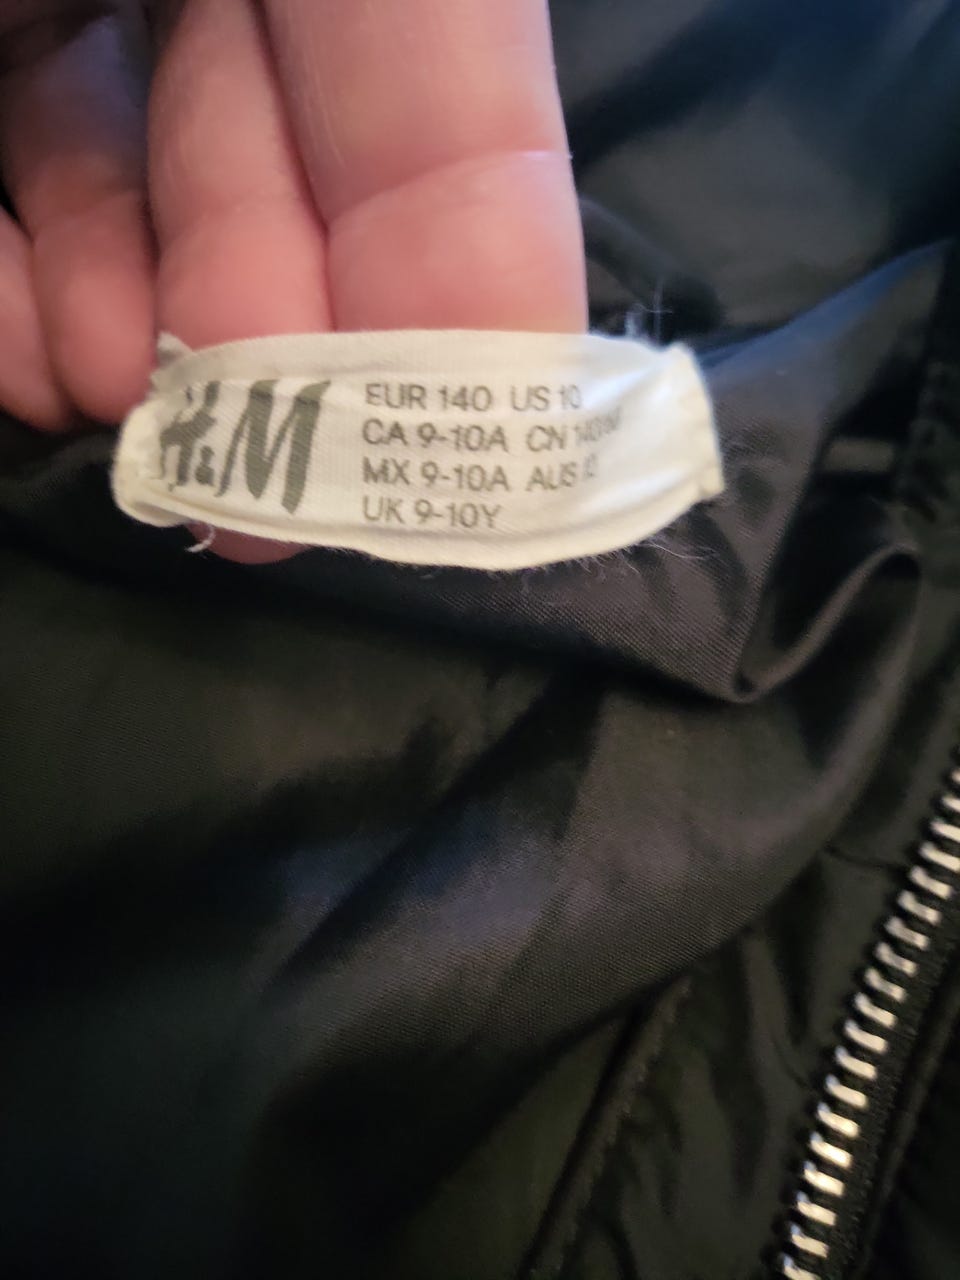 H&M
EUR 140 US 10
CA 9-10A CN
MX 9-10A AUS
UK 9-10Y